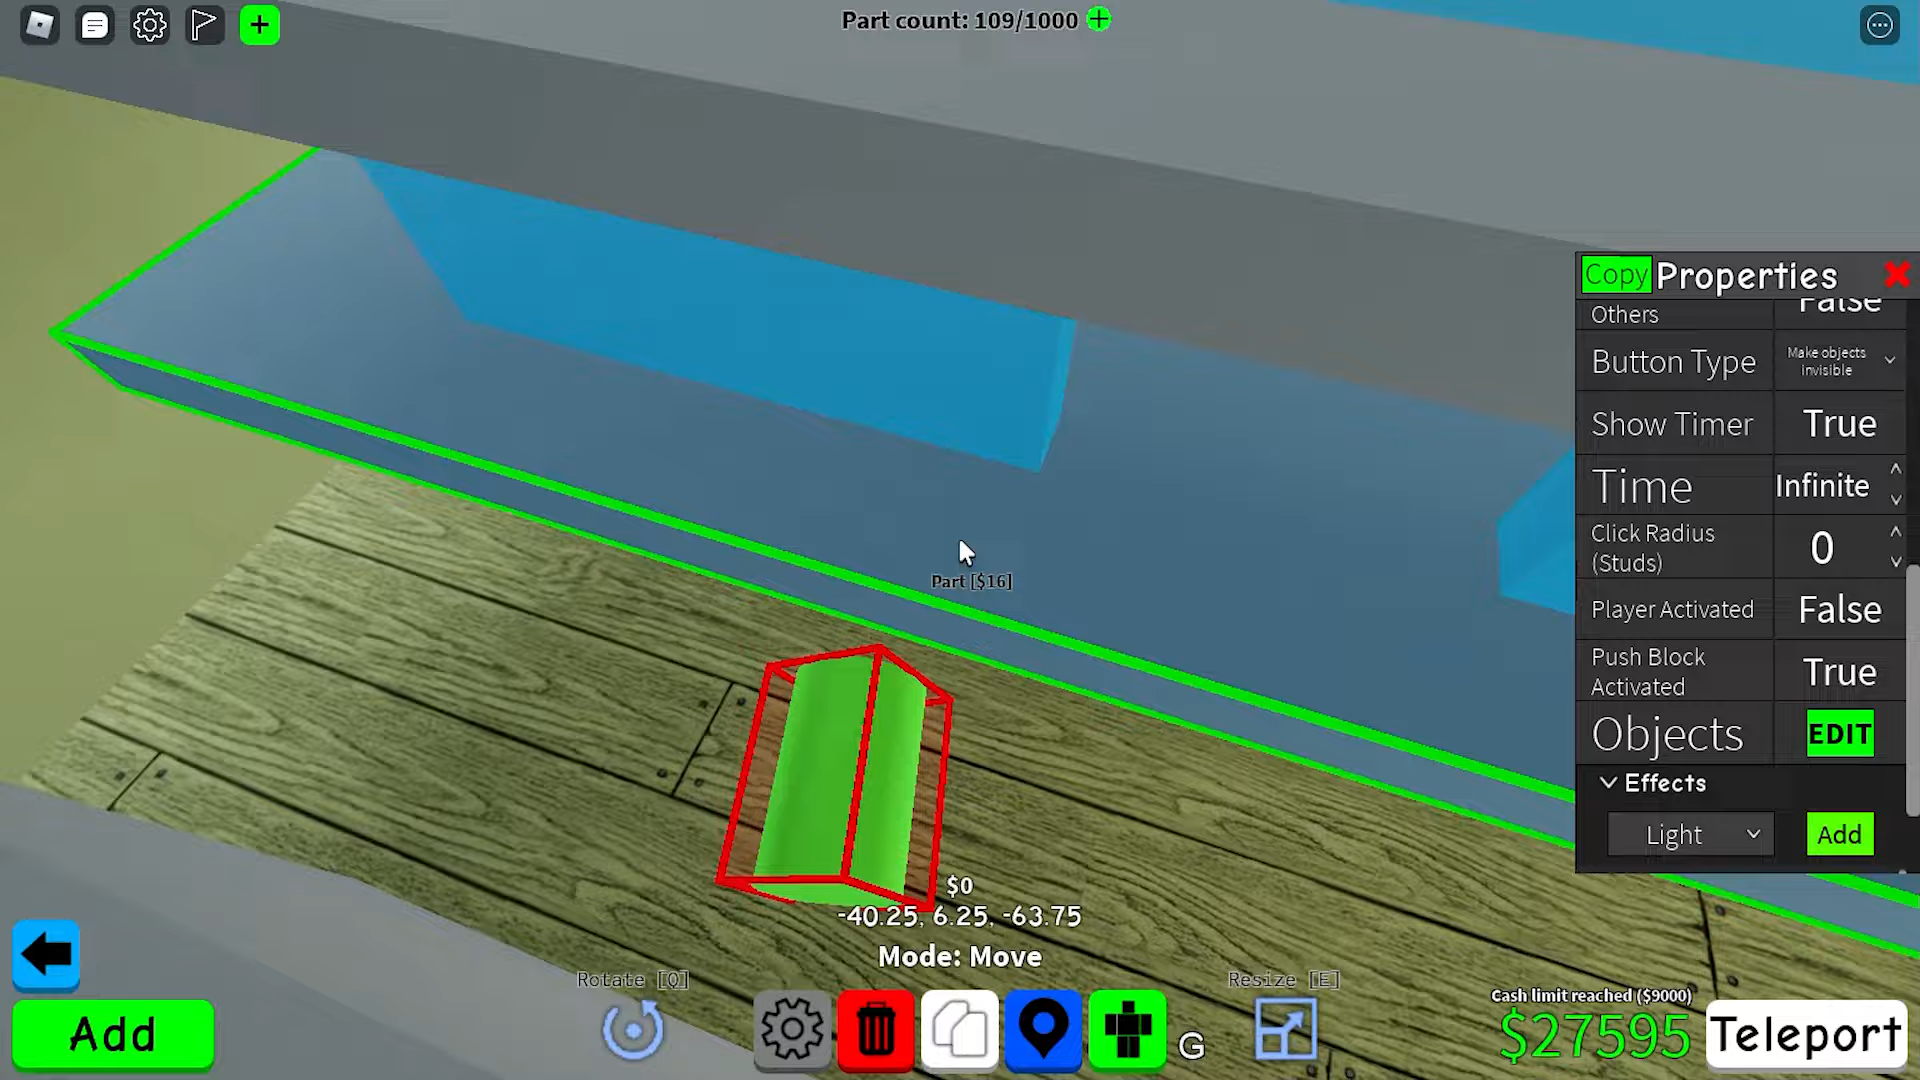 Part count: 109/1000 +
Copy Properties
Others False
Button Type Make objects invisible
Show Timer True
Time Infinite
Click Radius (Studs) 0
Player Activated False
Push Block Activated True
Objects EDIT
Effects
Light Add
Part [$16]
$0
-40.25, 6.25, -63.75
Mode: Move
Rotate [Q]
Resize [E]
G
Add
Cash limit reached ($9000)
$27595
Teleport